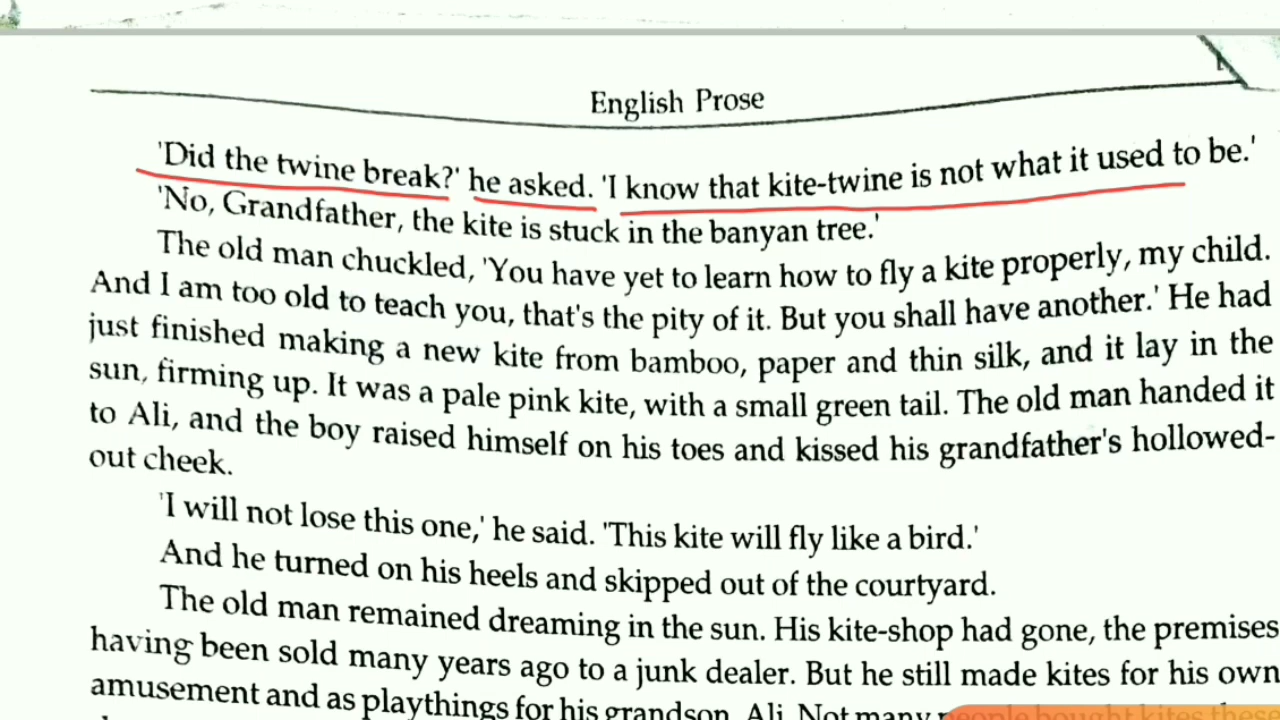 English Prose
'Did the twine break?' he asked. 'I know that kite-twine is not what it used to be.'
'No, Grandfather, the kite is stuck in the banyan tree.'
The old man chuckled, 'You have yet to learn how to fly a kite properly, my child.
And I am too old to teach you, that's the pity of it. But you shall have another.' He had
just finished making a new kite from bamboo, paper and thin silk, and it lay in the
sun, firming up. It was a pale pink kite, with a small green tail. The old man handed it
to Ali, and the boy raised himself on his toes and kissed his grandfather's hollowed-
out cheek.
'I will not lose this one,' he said. 'This kite will fly like a bird.'
And he turned on his heels and skipped out of the courtyard.
The old man remained dreaming in the sun. His kite-shop had gone, the premises
having been sold many years ago to a junk dealer. But he still made kites for his own
amusement and as playthings for his grandson, Ali. Not many people bought kites these